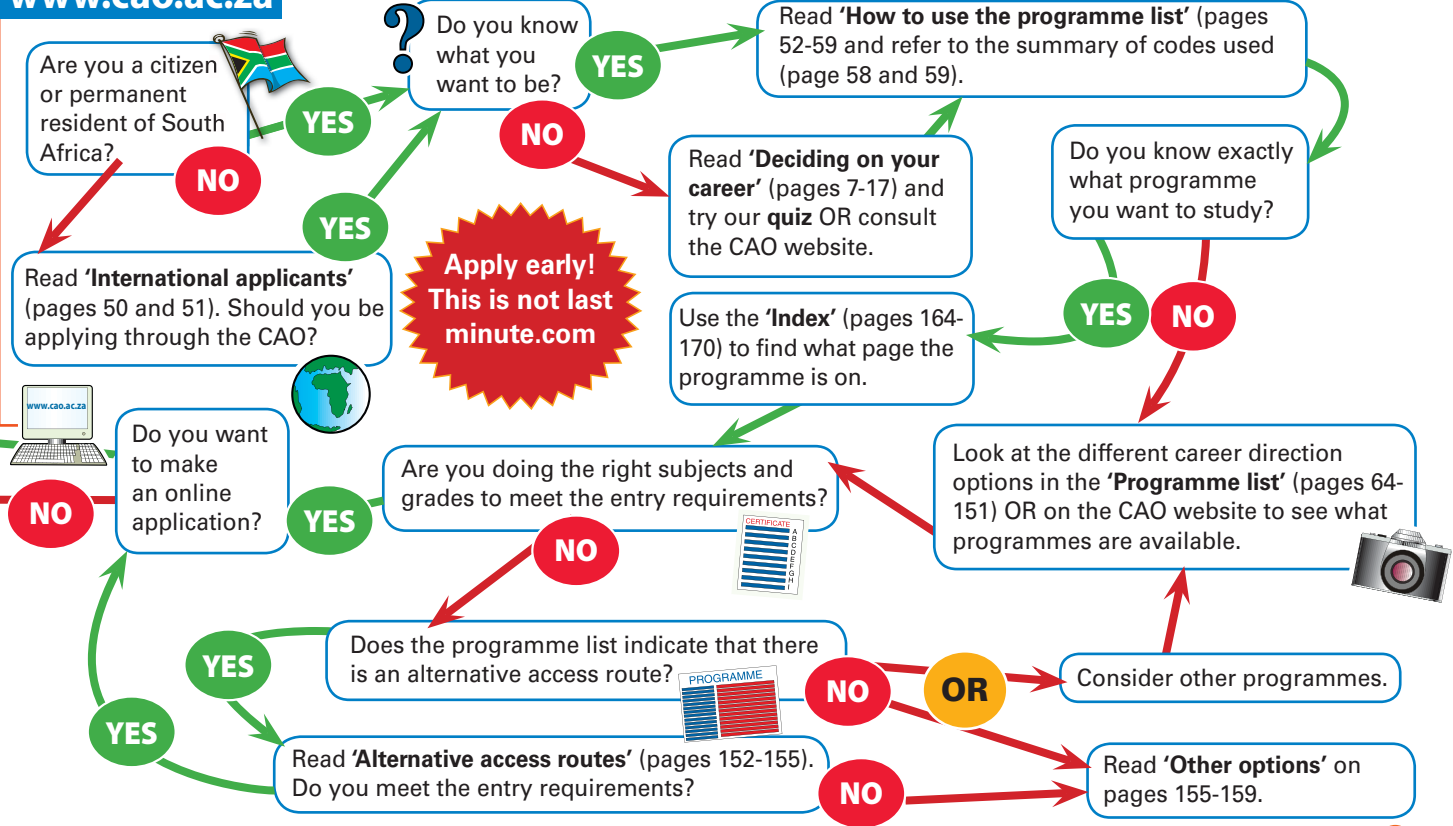 www.cao.ac.za
Are you a citizen
or permanent
resident of South
Africa?
YES
NO
Do you know
what you
want to be?
YES
NO
Read 'How to use the programme list' (pages
52-59 and refer to the summary of codes used
(page 58 and 59).
Read 'Deciding on your
career' (pages 7-17) and
try our quiz OR consult
the CAO website.
Do you know exactly
what programme
you want to study?
YES
NO
Read 'International applicants'
(pages 50 and 51). Should you be
applying through the CAO?
YES
Apply early!
This is not last
minute.com
Use the 'Index' (pages 164-
170) to find what page the
programme is on.
www.cao.ac.za
Do you want
to make
an online
application?
NO
YES
Are you doing the right subjects and
grades to meet the entry requirements?
NO
CERTIFICATE
A
B
C
D
E
F
G
H
I
Look at the different career direction
options in the 'Programme list' (pages 64-
151) OR on the CAO website to see what
programmes are available.
Does the programme list indicate that there
is an alternative access route?
PROGRAMME
YES
NO
OR
Consider other programmes.
YES
Read 'Alternative access routes' (pages 152-155).
Do you meet the entry requirements?
NO
Read 'Other options' on
pages 155-159.